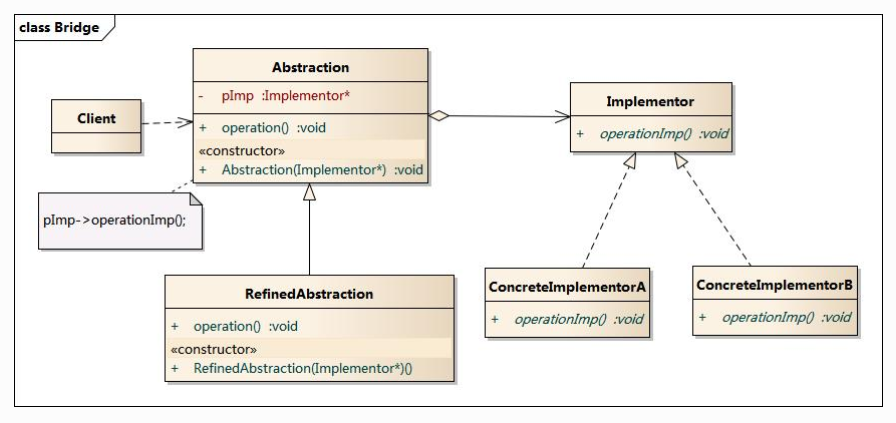 class Bridge
Abstraction
- pImp :Implementor*
+ operation() :void
«constructor»
+ Abstraction(Implementor*) :void
Client
Implementor
+ operationImp() :void
pImp->operationImp();
RefinedAbstraction
+ operation() :void
«constructor»
+ RefinedAbstraction(Implementor*)()
ConcreteImplementorA
+ operationImp() :void
ConcreteImplementorB
+ operationImp() :void